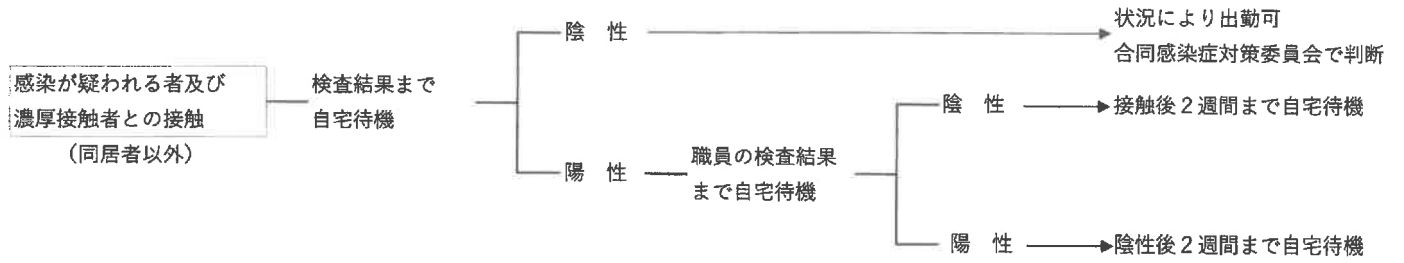 感染が疑われる者及び
濃厚接触者との接触
（同居者以外）
検査結果まで
自宅待機
陰 性
状況により出勤可
合同感染症対策委員会で判断
陽 性
職員の検査結果
まで自宅待機
陰 性
接触後２週間まで自宅待機
陽 性
陰性後２週間まで自宅待機